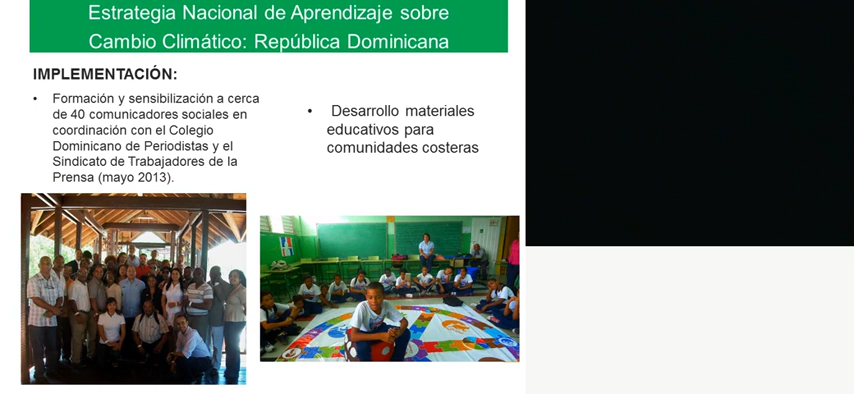 Estrategia Nacional de Aprendizaje sobre
Cambio Climático: República Dominicana
IMPLEMENTACIÓN:
• Formación y sensibilización a cerca
de 40 comunicadores sociales en
coordinación con el Colegio
Dominicano de Periodistas y el
Sindicato de Trabajadores de la
Prensa (mayo 2013).
• Desarrollo materiales
educativos para
comunidades costeras